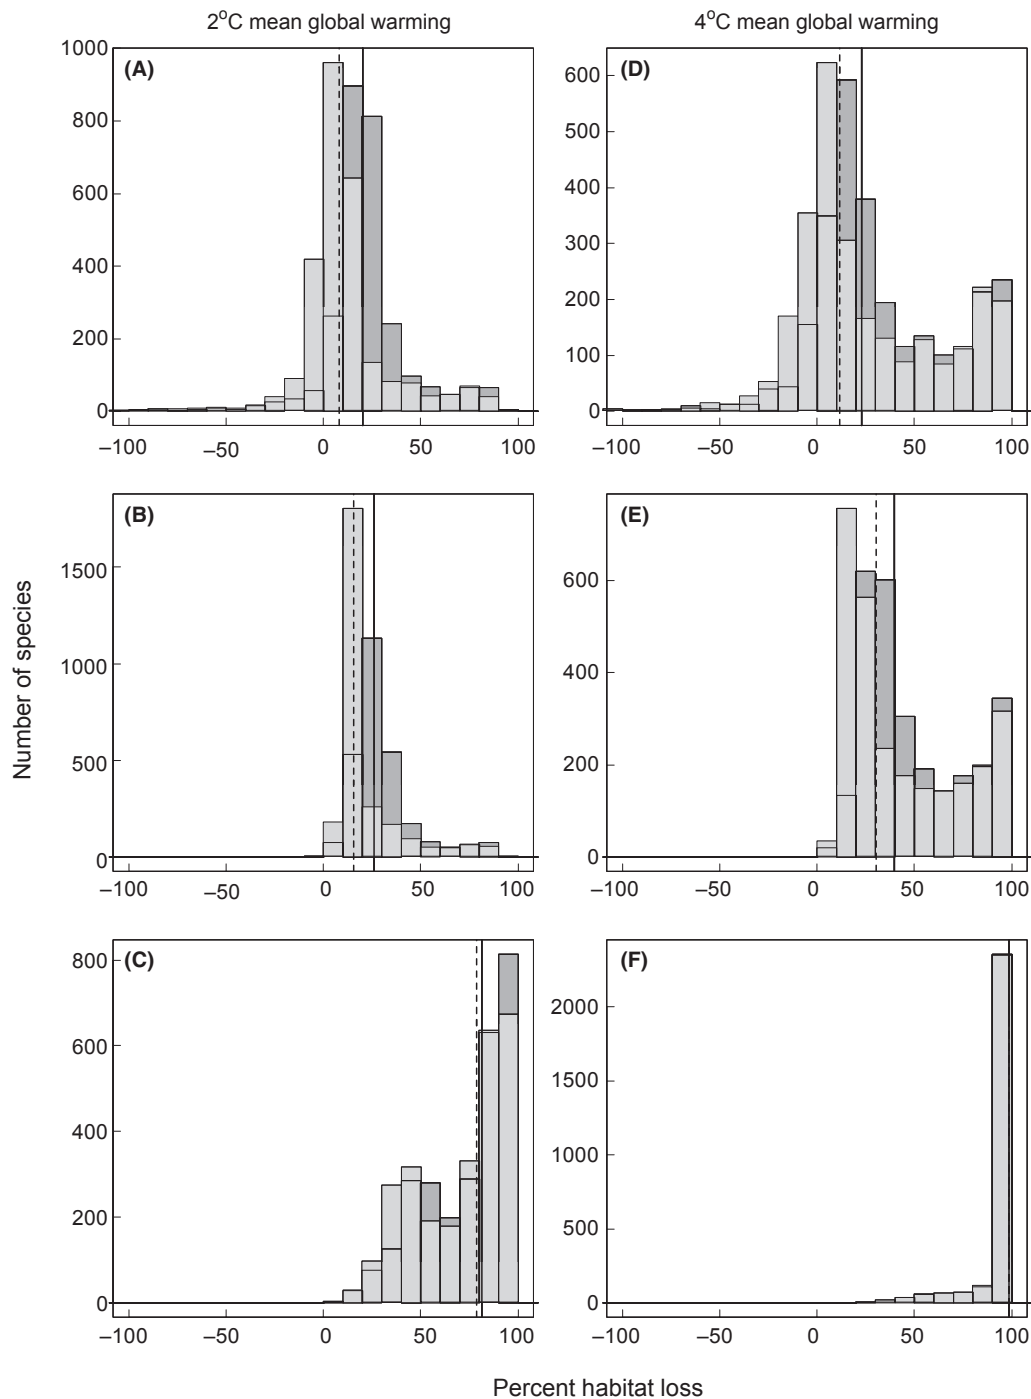 2°C mean global warming
4°C mean global warming
(A)
1000
800
600
400
200
0
−100 −50 0 50 100
(D)
600
500
400
300
200
100
0
−100 −50 0 50 100
(B)
1500
1000
500
0
−100 −50 0 50 100
(E)
600
400
200
0
−100 −50 0 50 100
Number of species
(C)
800
600
400
200
0
−100 −50 0 50 100
(F)
2000
1500
1000
500
0
−100 −50 0 50 100
Percent habitat loss